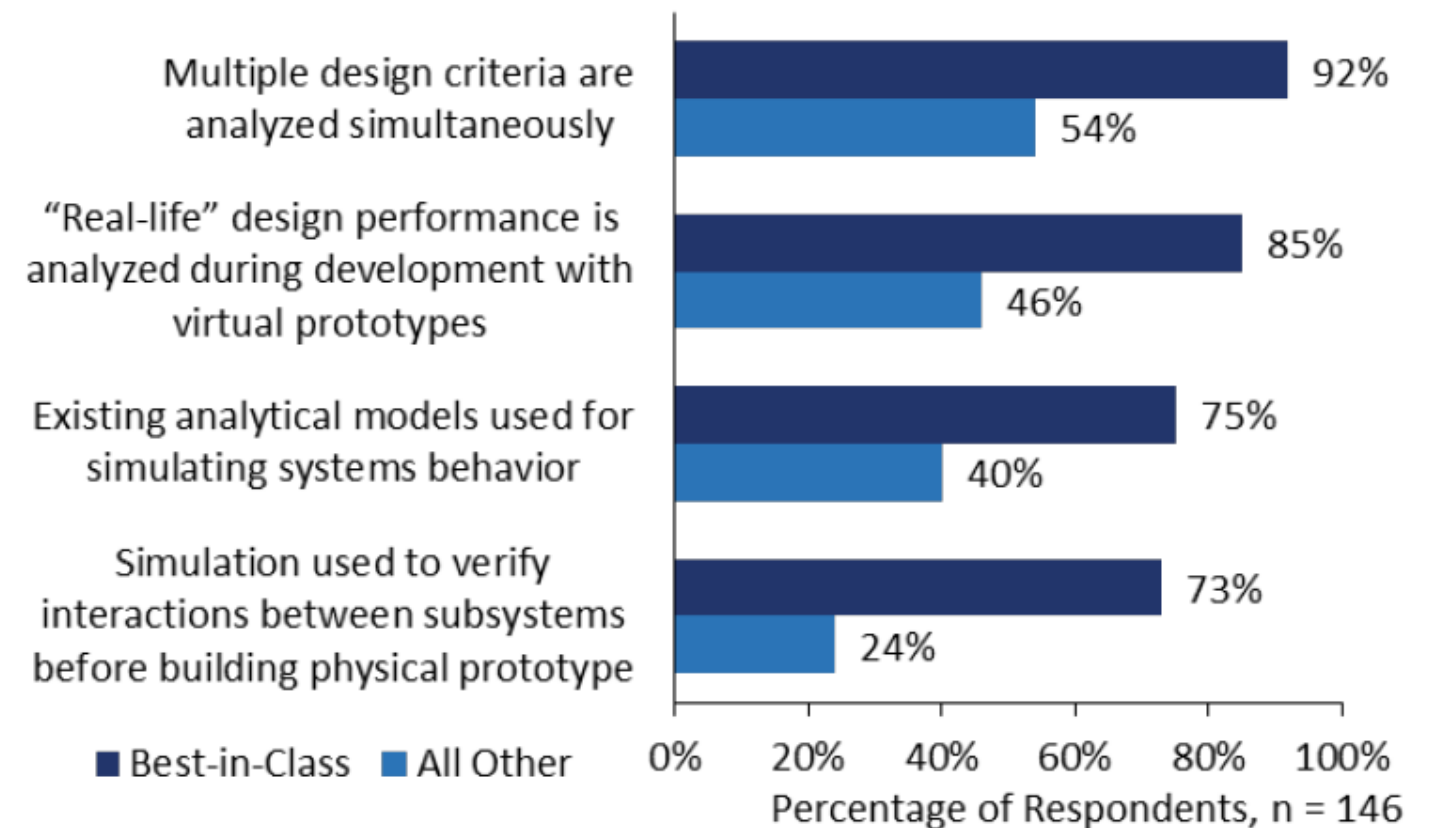 Multiple design criteria are
analyzed simultaneously
92%
54%
“Real-life” design performance is
analyzed during development with
virtual prototypes
85%
46%
Existing analytical models used for
simulating systems behavior
75%
40%
Simulation used to verify
interactions between subsystems
before building physical prototype
73%
24%
Best-in-Class All Other
0% 20% 40% 60% 80% 100%
Percentage of Respondents, n = 146